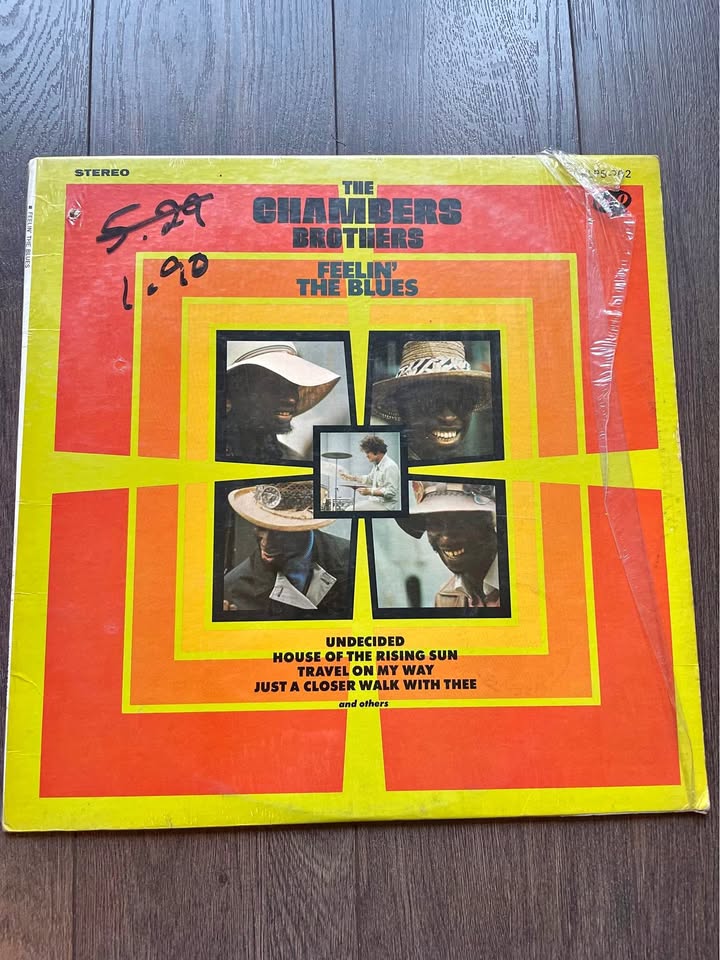 STEREO
THE
CHAMBERS
BROTHERS
5.29
1.90
FEELIN'
THE BLUES
FEELIN' THE BLUES
UNDECIDED
HOUSE OF THE RISING SUN
TRAVEL ON MY WAY
JUST A CLOSER WALK WITH THEE
and others